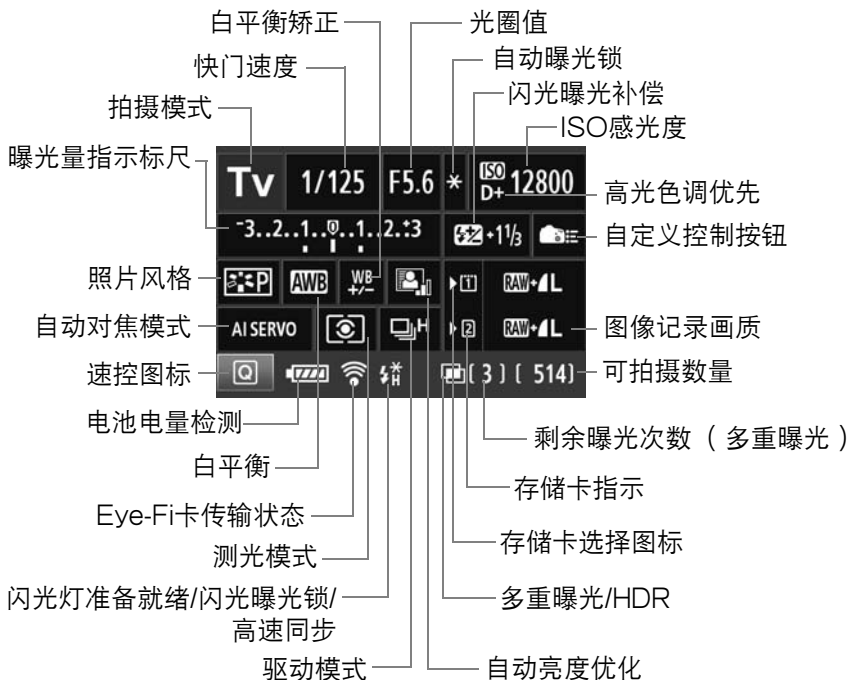 白平衡矫正
光圈值
快门速度
自动曝光锁
拍摄模式
闪光曝光补偿
ISO感光度
曝光量指示标尺
Tv 1/125 F5.6 * ISO D+ 12800
高光色调优先
-3..2..1..0..1..2.:+3
+1 1/3
自定义控制按钮
照片风格
P AWB WB +/- 1 RAW+L
自动对焦模式
AI SERVO H 2 RAW+L
图像记录画质
速控图标
Q H [ 3 ] [ 514]
可拍摄数量
电池电量检测
剩余曝光次数（多重曝光）
白平衡
存储卡指示
Eye-Fi卡传输状态
存储卡选择图标
测光模式
闪光灯准备就绪/闪光曝光锁/
高速同步
多重曝光/HDR
驱动模式
自动亮度优化